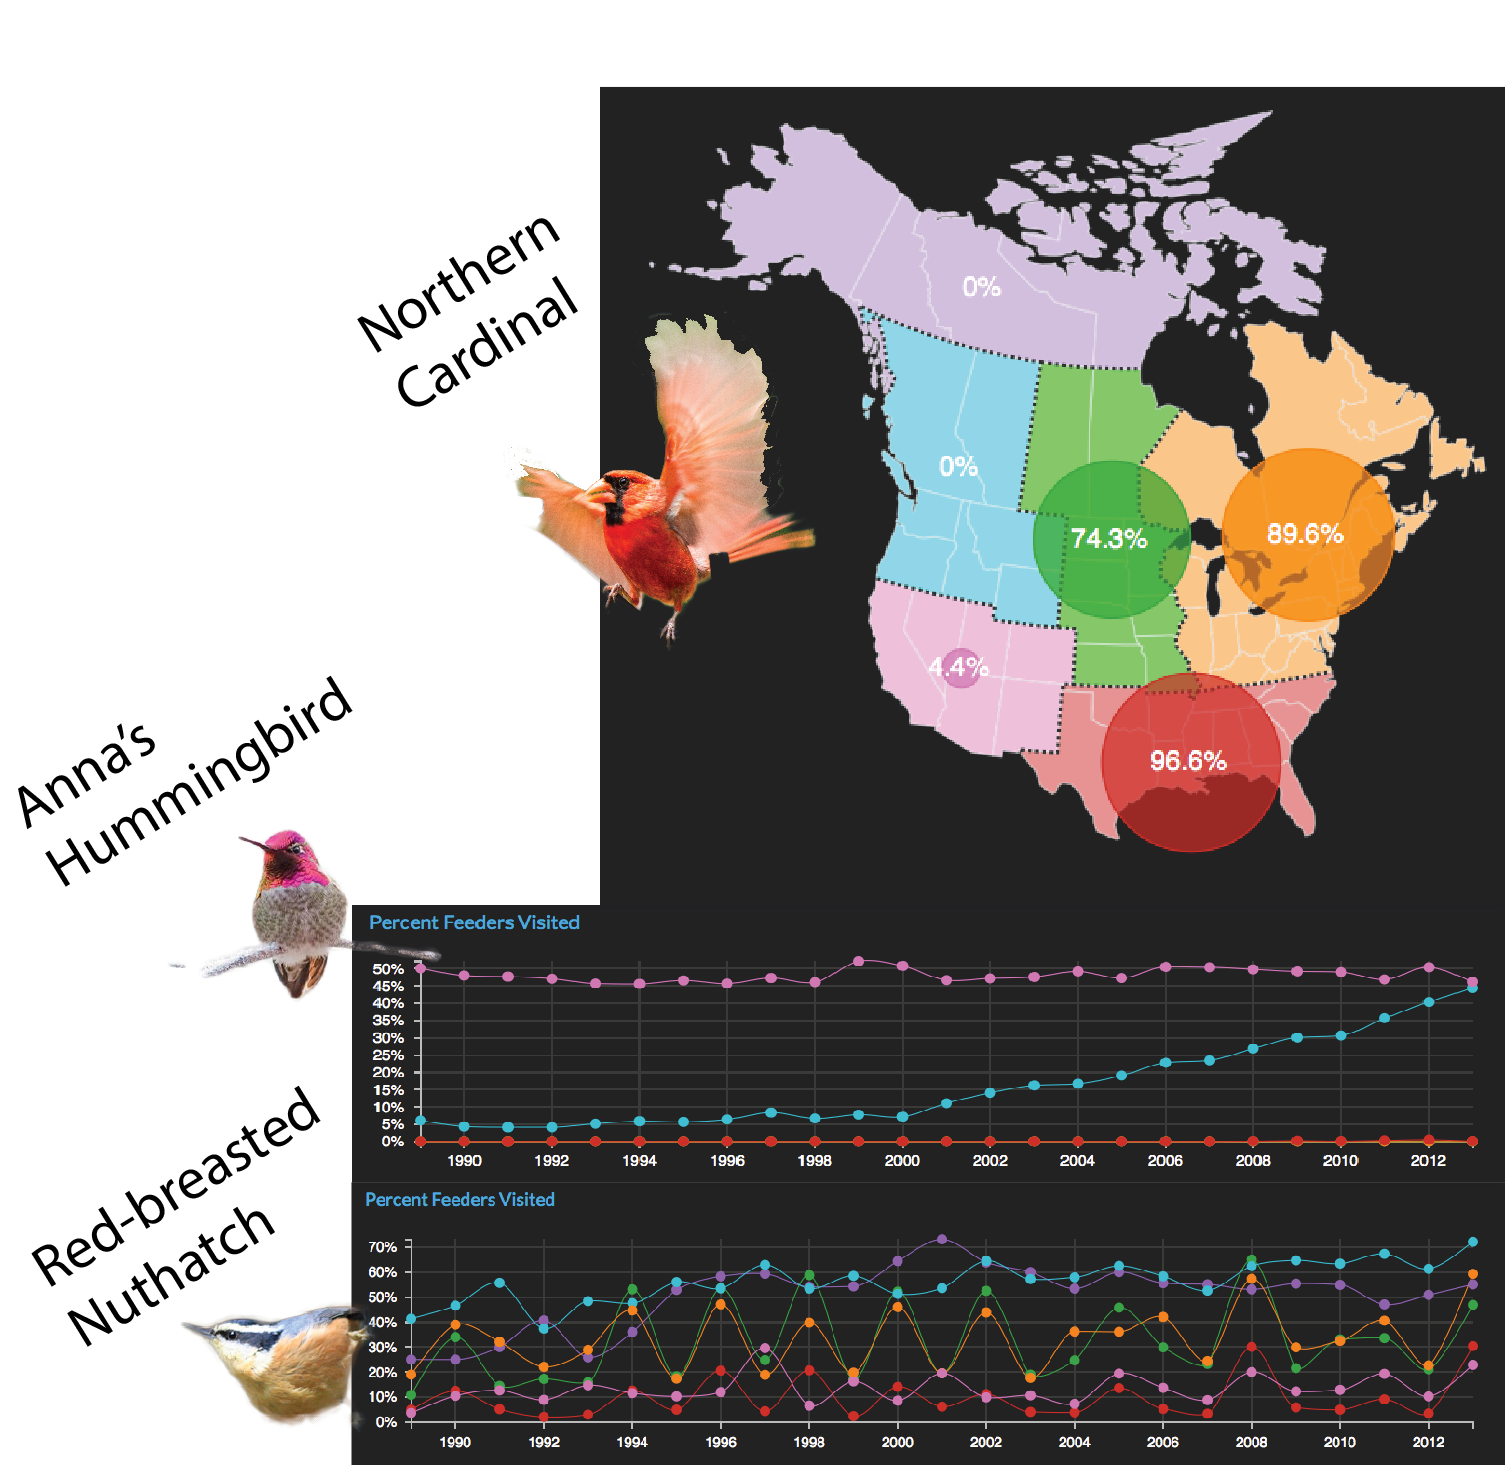 Northern
Cardinal
0%
0%
74.3%
89.6%
4.4%
96.6%
Anna's
Hummingbird
Percent Feeders Visited
50%
45%
40%
35%
30%
25%
20%
15%
10%
5%
0%
1990 1992 1994 1996 1998 2000 2002 2004 2006 2008 2010 2012
Red-breasted
Nuthatch
Percent Feeders Visited
70%
60%
50%
40%
30%
20%
10%
0%
1990 1992 1994 1996 1998 2000 2002 2004 2006 2008 2010 2012